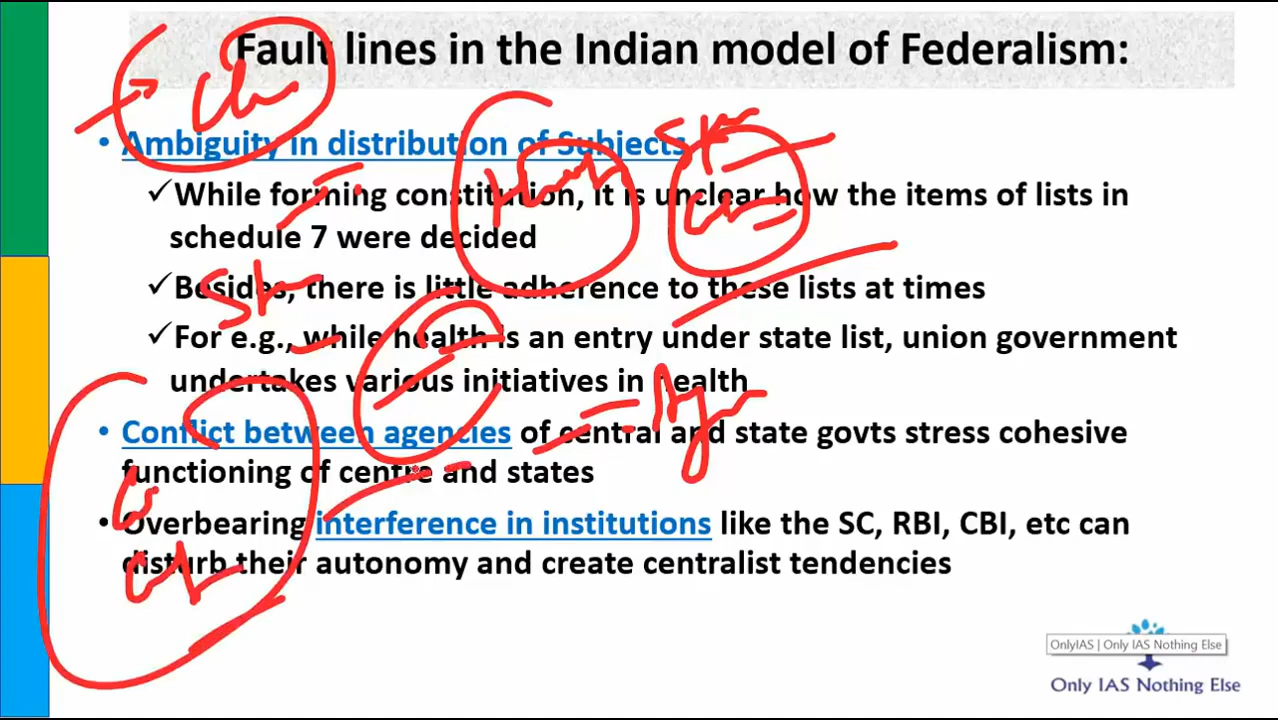 Fault lines in the Indian model of Federalism:
• Ambiguity in distribution of Subjects
✓While forming constitution, it is unclear how the items of lists in
schedule 7 were decided
✓Besides, there is little adherence to these lists at times
✓For e.g., while health is an entry under state list, union government
undertakes various initiatives in health
• Conflict between agencies of central and state govts stress cohesive
functioning of centre and states
• Overbearing interference in institutions like the SC, RBI, CBI, etc can
disturb their autonomy and create centralist tendencies
OnlyIAS | Only IAS Nothing Else
Only IAS Nothing Else